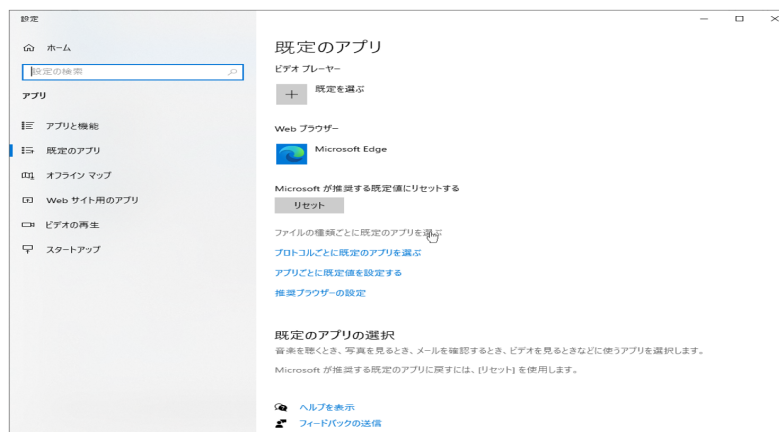 設定
ホーム
設定の検索
アプリ
アプリと機能
既定のアプリ
オフライン マップ
Web サイト用のアプリ
ビデオの再生
スタートアップ
既定のアプリ
ビデオ プレーヤー
既定を選ぶ
Web ブラウザー
Microsoft Edge
Microsoft が推奨する既定値にリセットする
リセット
ファイルの種類ごとに既定のアプリを選ぶ
プロトコルごとに既定のアプリを選ぶ
アプリごとに既定値を設定する
推奨ブラウザーの設定
既定のアプリの選択
音楽を聴くとき、写真を見るとき、メールを確認するとき、ビデオを見るときなどに使うアプリを選択します。
Microsoft が推奨する既定のアプリに戻すには、[リセット] を使用します。
ヘルプを表示
フィードバックの送信